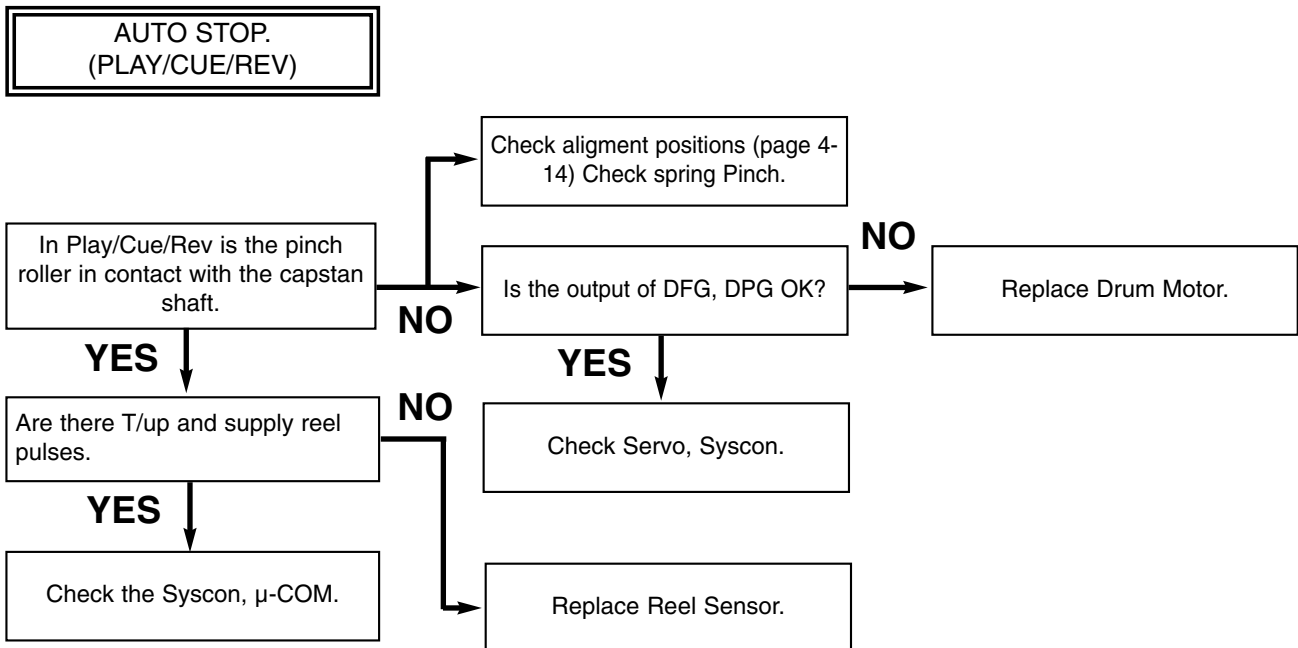 AUTO STOP.
(PLAY/CUE/REV)
Check aligment positions (page 4-
14) Check spring Pinch.
In Play/Cue/Rev is the pinch
roller in contact with the capstan
shaft.
NO
Is the output of DFG, DPG OK?
NO
Replace Drum Motor.
YES
YES
Are there T/up and supply reel
pulses.
NO
Check Servo, Syscon.
YES
Check the Syscon, µ-COM.
Replace Reel Sensor.